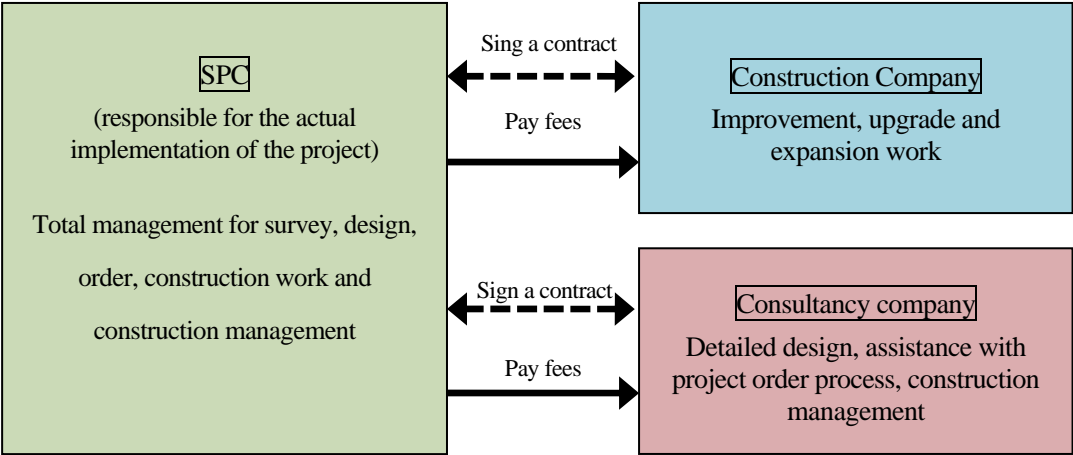 SPC
(responsible for the actual
implementation of the project)
Total management for survey, design,
order, construction work and
construction management
Sing a contract
Pay fees
Construction Company
Improvement, upgrade and
expansion work
Sign a contract
Pay fees
Consultancy company
Detailed design, assistance with
project order process, construction
management